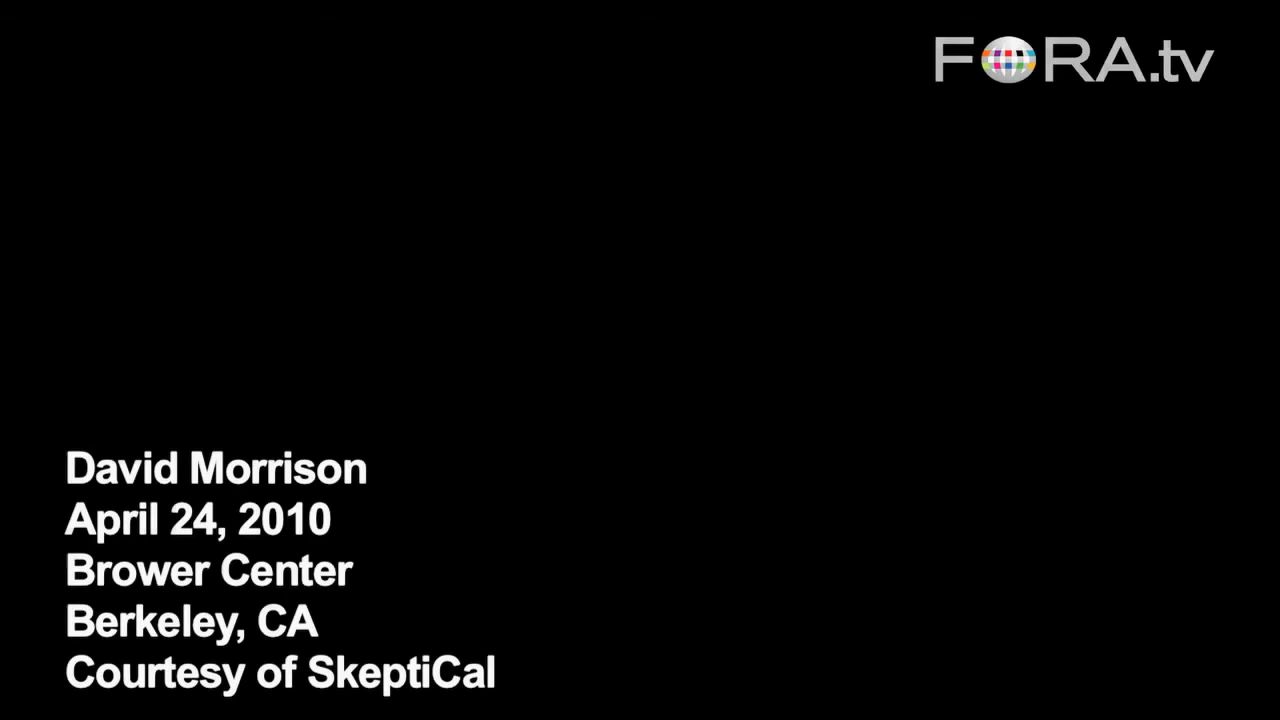 FORA.tv
David Morrison
April 24, 2010
Brower Center
Berkeley, CA
Courtesy of SkeptiCal